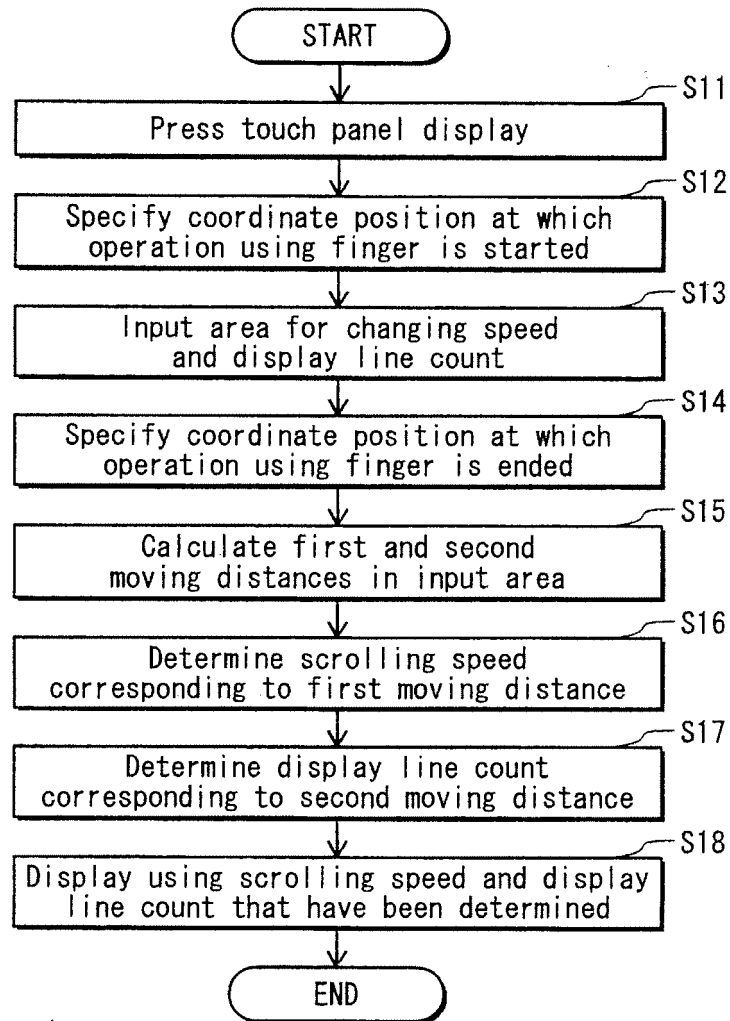 START
S11
Press touch panel display
S12
Specify coordinate position at which
operation using finger is started
S13
Input area for changing speed
and display line count
S14
Specify coordinate position at which
operation using finger is ended
S15
Calculate first and second
moving distances in input area
S16
Determine scrolling speed
corresponding to first moving distance
S17
Determine display line count
corresponding to second moving distance
S18
Display using scrolling speed and display
line count that have been determined
END